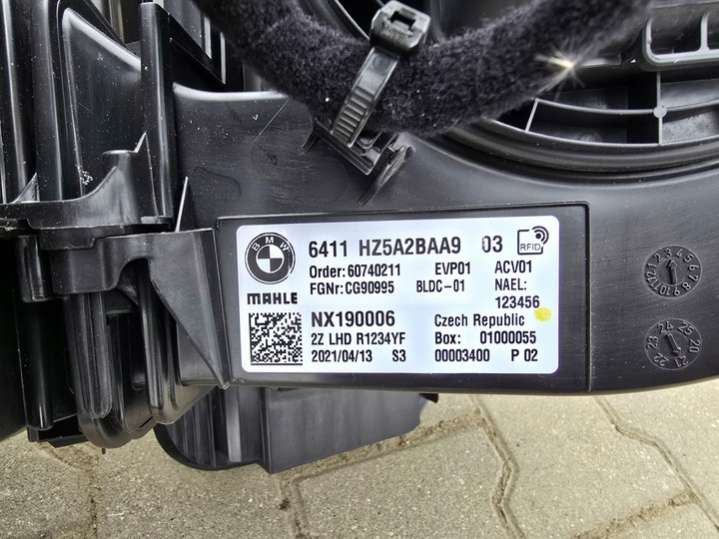 BMW
6411 HZ5A2BAA9 03 RFID
Order:60740211 EVP01 ACV01
FGNr:CG90995 BLDC-01 NAEL:
MAHLE 123456
NX190006 Czech Republic
2Z LHD R1234YF Box: 01000055
2021/04/13 S3 00003400 P 02